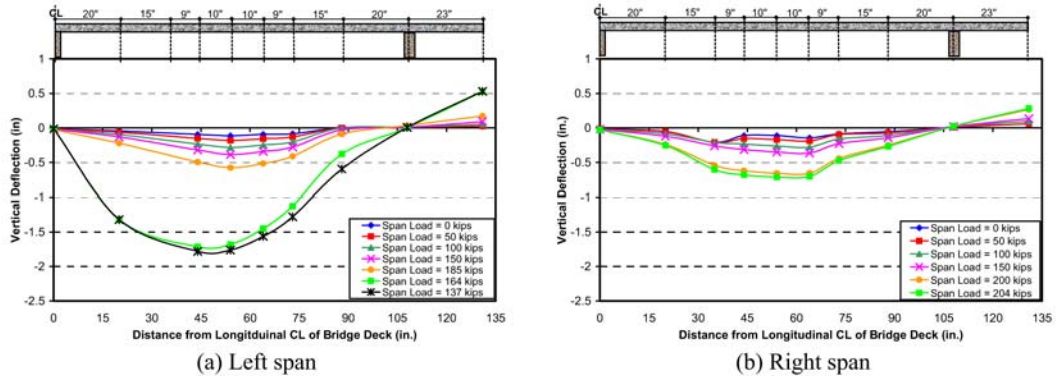 CL 20" 15" 9" 10" 10" 9" 15" 20" 23"
1
0.5
0
-0.5
-1
-1.5
-2
-2.5
Vertical Deflection (in)
Span Load = 0 kips
Span Load = 50 kips
Span Load = 100 kips
Span Load = 150 kips
Span Load = 185 kips
Span Load = 164 kips
Span Load = 137 kips
0 15 30 45 60 75 90 105 120 135
Distance from Longitduinal CL of Bridge Deck (in.)
(a) Left span
CL 20" 15" 9" 10" 10" 9" 15" 20" 23"
1
0.5
0
-0.5
-1
-1.5
-2
-2.5
Vertical Deflection (in.)
Span Load = 0 kips
Span Load = 50 kips
Span Load = 100 kips
Span Load = 150 kips
Span Load = 200 kips
Span Load = 204 kips
0 15 30 45 60 75 90 105 120 135
Distance from Longitudinal CL of Bridge Deck (in.)
(b) Right span